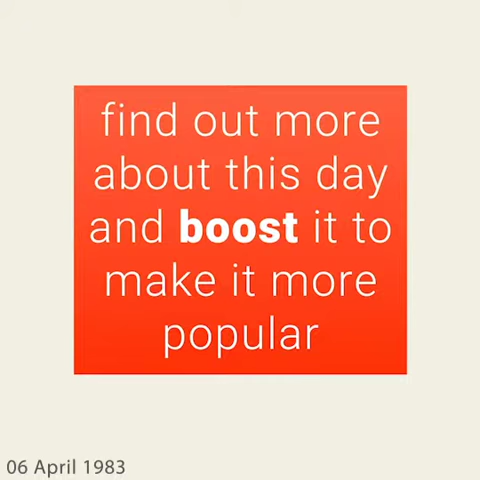 find out more
about this day
and boost it to
make it more
popular
06 April 1983